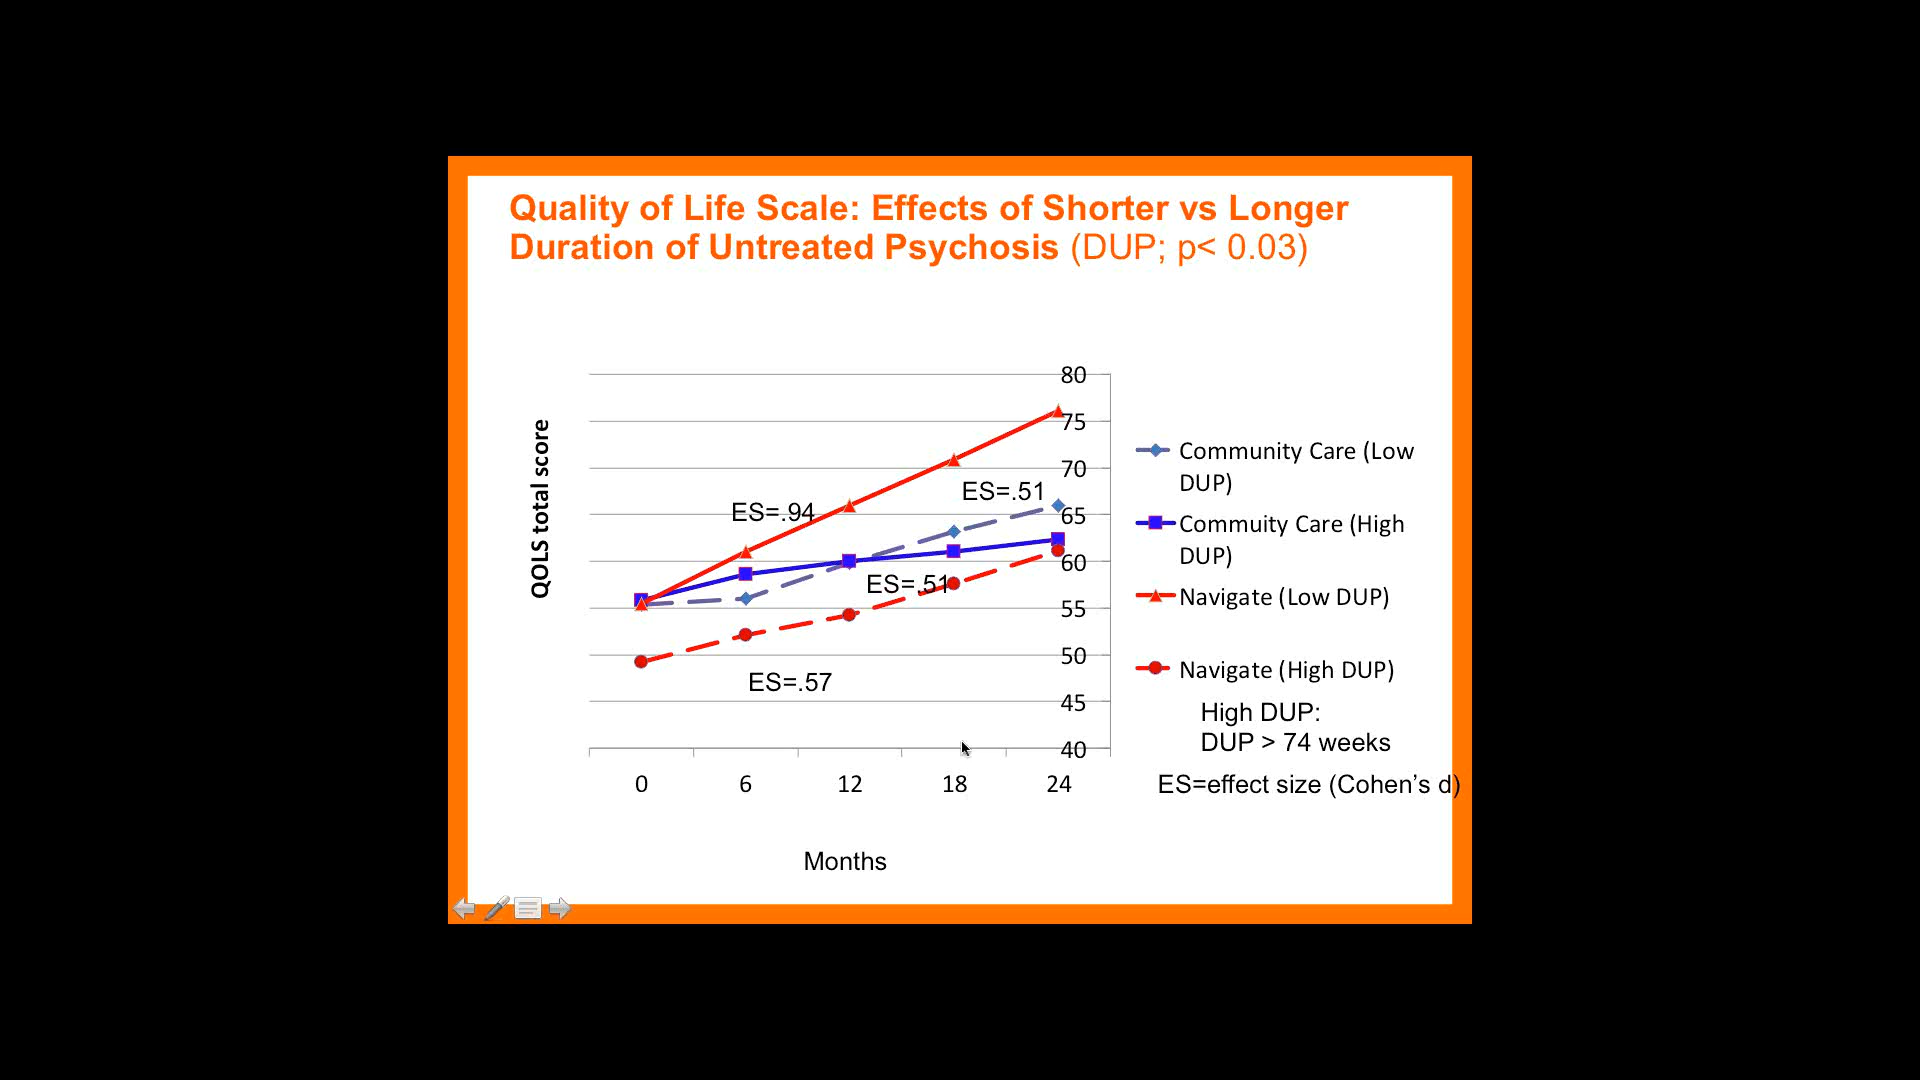 Quality of Life Scale: Effects of Shorter vs Longer
Duration of Untreated Psychosis (DUP; p< 0.03)
QOLS total score
80
75
70
65
60
55
50
45
40
ES=.94
ES=.51
ES=.51
ES=.57
0 6 12 18 24
Months
Community Care (Low
DUP)
Commuity Care (High
DUP)
Navigate (Low DUP)
Navigate (High DUP)
High DUP:
DUP > 74 weeks
ES=effect size (Cohen’s d)